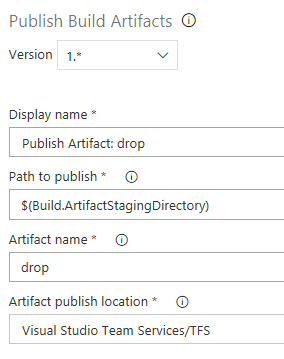 Publish Build Artifacts
Version 1.*
Display name *
Publish Artifact: drop
Path to publish *
$(Build.ArtifactStagingDirectory)
Artifact name *
drop
Artifact publish location *
Visual Studio Team Services/TFS